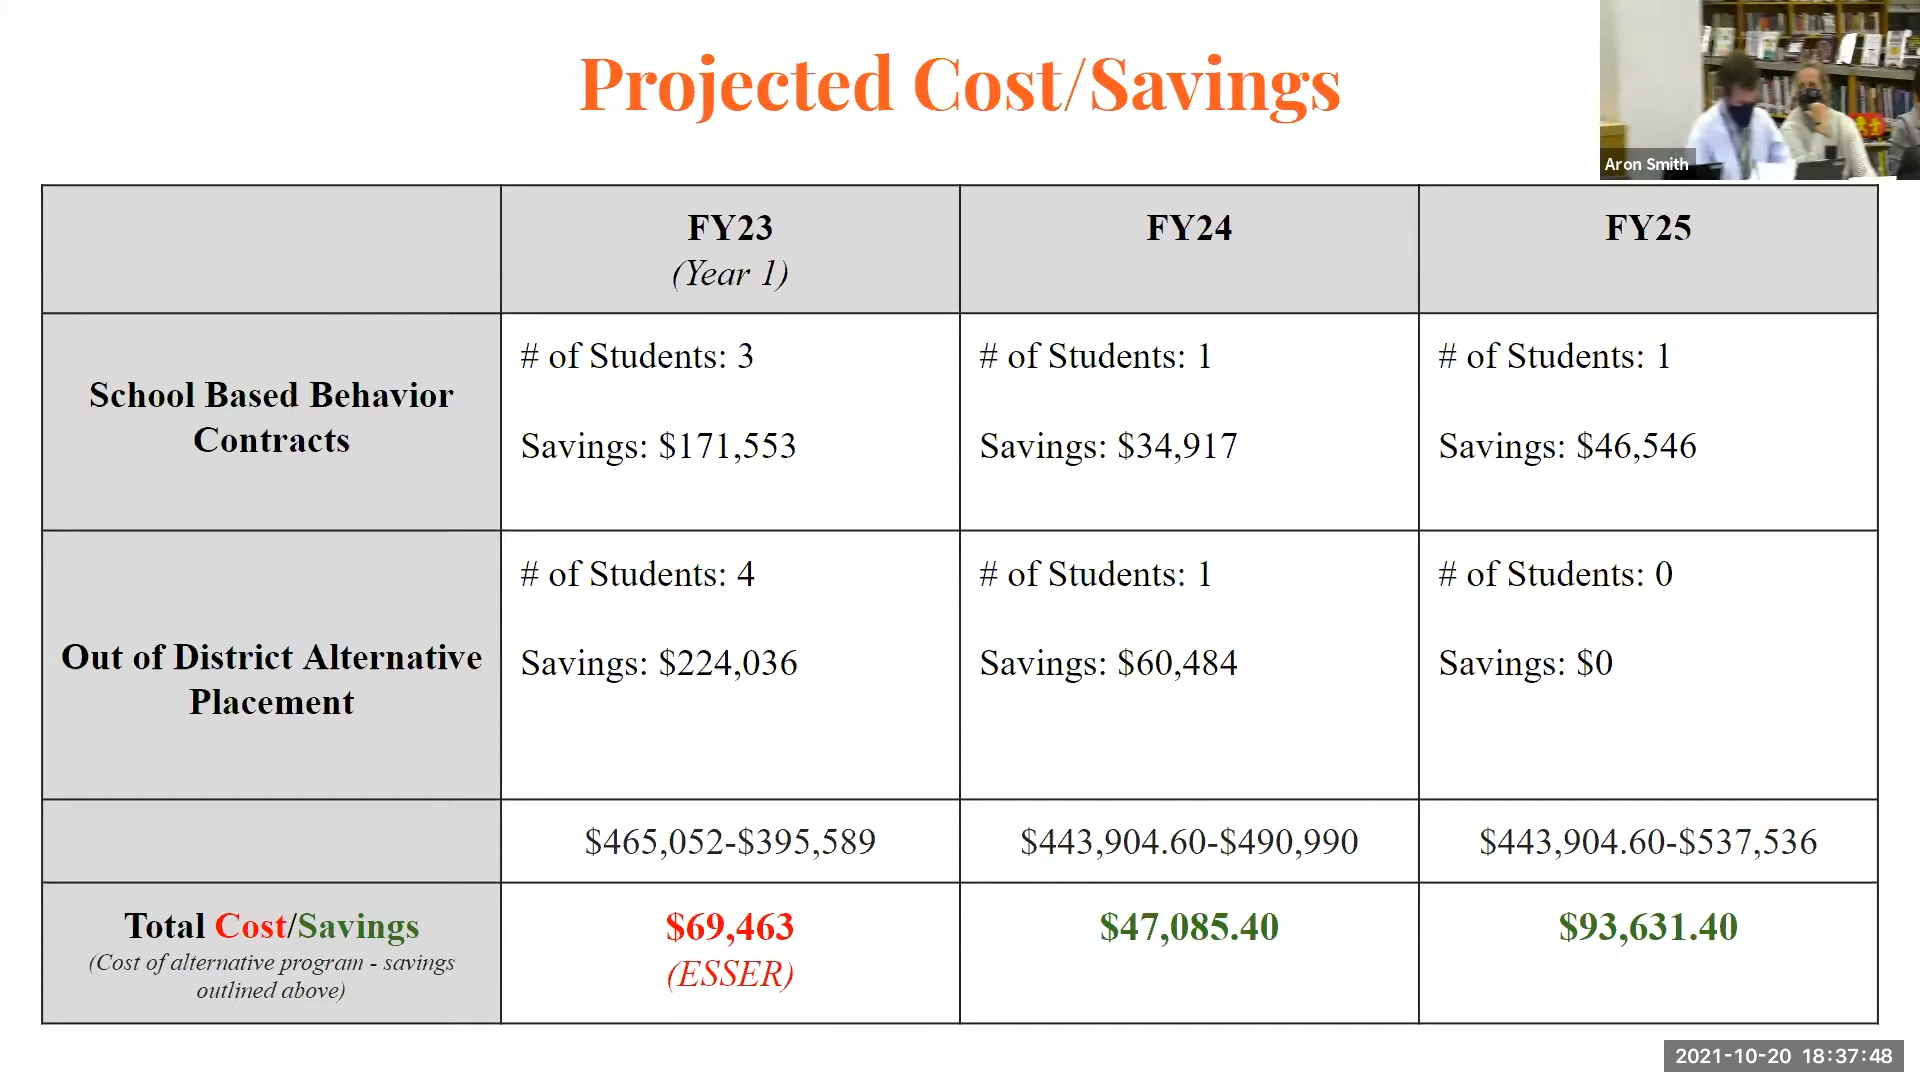 Projected Cost/Savings
Aron Smith
FY23
(Year 1)
FY24
FY25
School Based Behavior
Contracts
# of Students: 3
Savings: $171,553
# of Students: 1
Savings: $34,917
# of Students: 1
Savings: $46,546
Out of District Alternative
Placement
# of Students: 4
Savings: $224,036
# of Students: 1
Savings: $60,484
# of Students: 0
Savings: $0
$465,052-$395,589
$443,904.60-$490,990
$443,904.60-$537,536
Total Cost/Savings
(Cost of alternative program - savings
outlined above)
$69,463
(ESSER)
$47,085.40
$93,631.40
2021-10-20 18:37:48